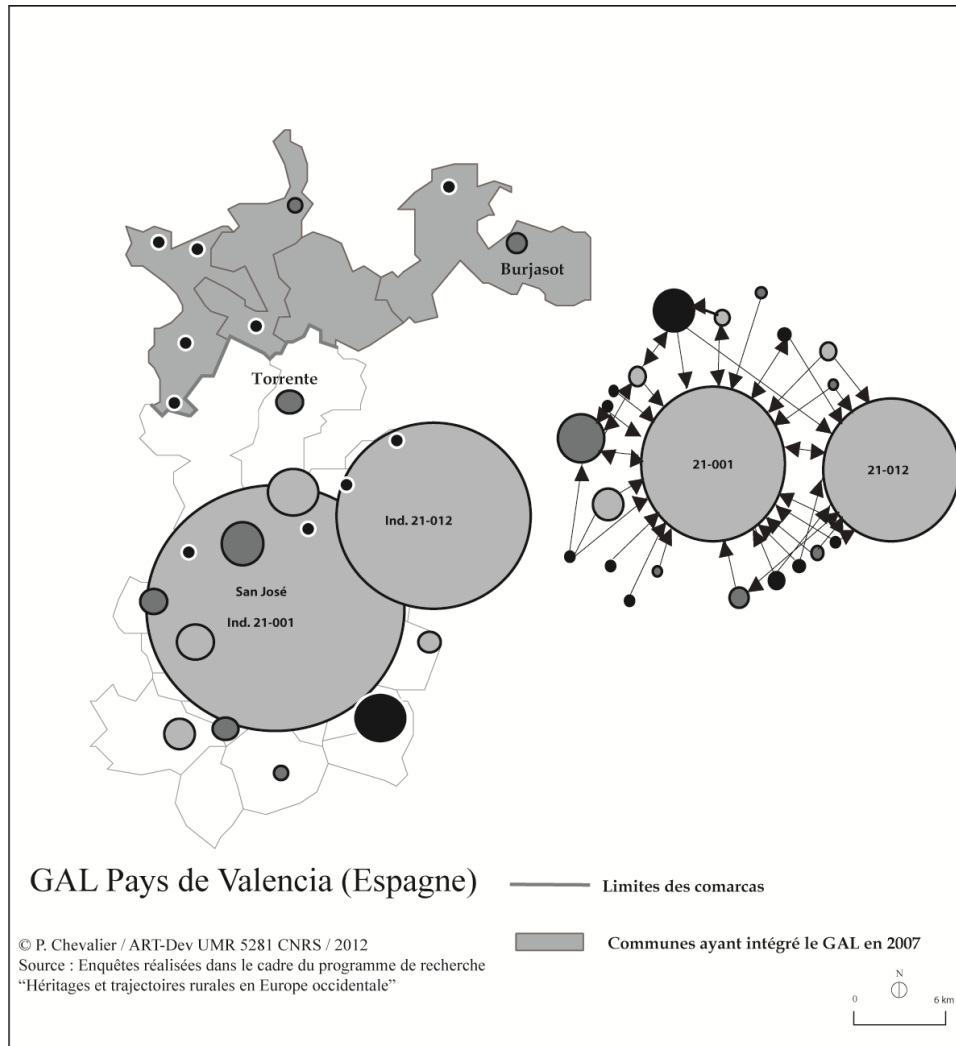 Burjasot
Torrente
21-001
21-012
Ind. 21-012
San José
Ind. 21-001
GAL Pays de Valencia (Espagne)
Limites des comarcas
© P. Chevalier / ART-Dev UMR 5281 CNRS / 2012
Communes ayant intégré le GAL en 2007
Source : Enquêtes réalisées dans le cadre du programme de recherche
“Héritages et trajectoires rurales en Europe occidentale”
N
0 6 km